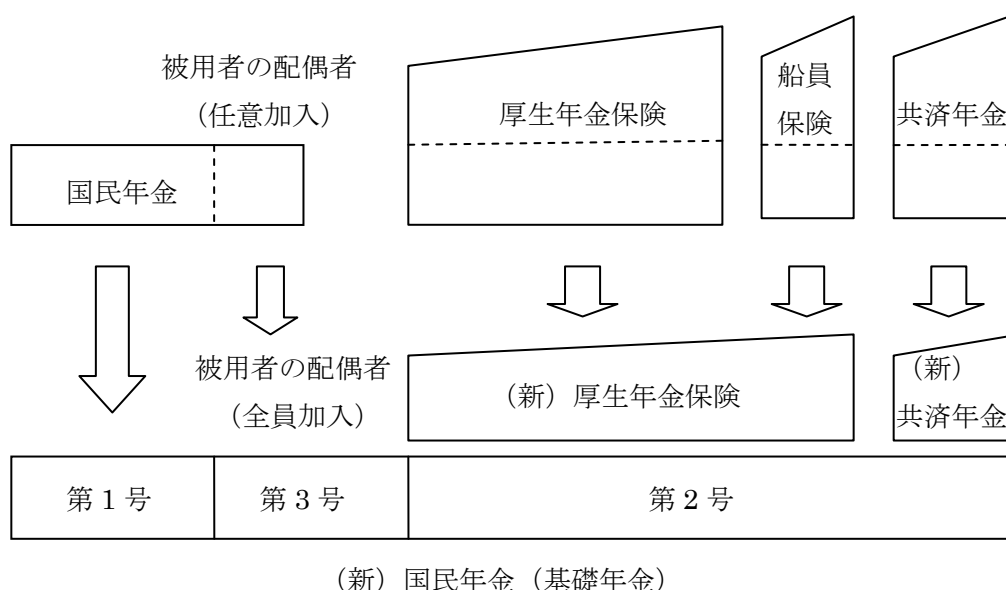 被用者の配偶者
（任意加入）
国民年金
厚生年金保険
船員
保険
共済年金
被用者の配偶者
（全員加入）
（新）厚生年金保険
（新）
共済年金
第 1 号
第 3 号
第 2 号
（新）国民年金（基礎年金）